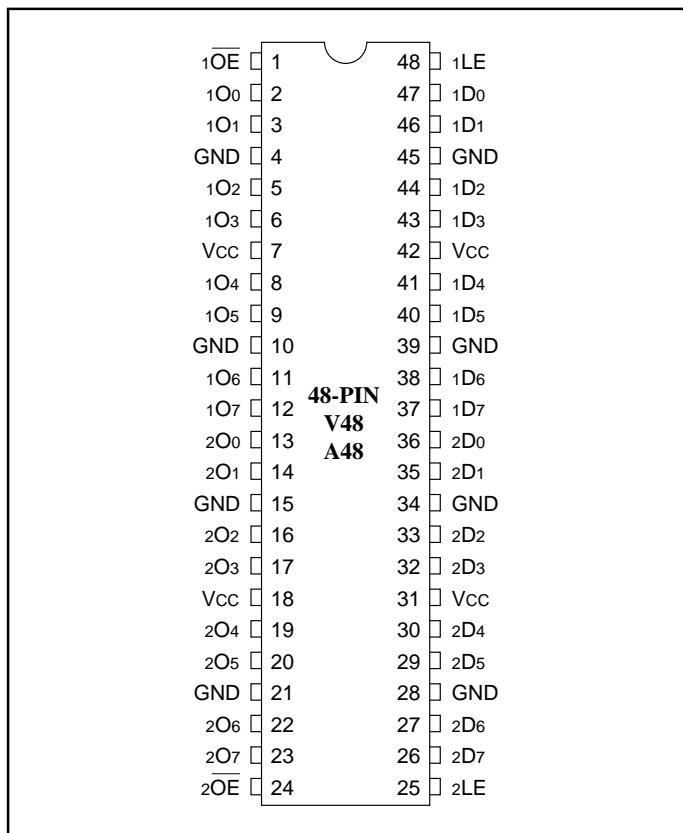 1OE 1 48 1LE
1O0 2 47 1D0
1O1 3 46 1D1
GND 4 45 GND
1O2 5 44 1D2
1O3 6 43 1D3
VCC 7 42 VCC
1O4 8 41 1D4
1O5 9 40 1D5
GND 10 39 GND
1O6 11 38 1D6
1O7 12 37 1D7
48-PIN
V48
A48
2O0 13 36 2D0
2O1 14 35 2D1
GND 15 34 GND
2O2 16 33 2D2
2O3 17 32 2D3
VCC 18 31 VCC
2O4 19 30 2D4
2O5 20 29 2D5
GND 21 28 GND
2O6 22 27 2D6
2O7 23 26 2D7
2OE 24 25 2LE